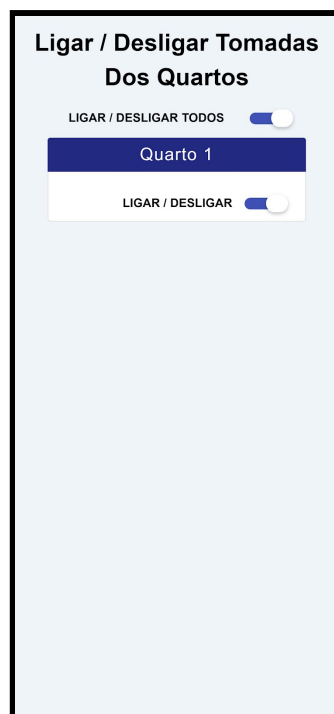 Ligar / Desligar Tomadas
Dos Quartos
LIGAR / DESLIGAR TODOS
Quarto 1
LIGAR / DESLIGAR